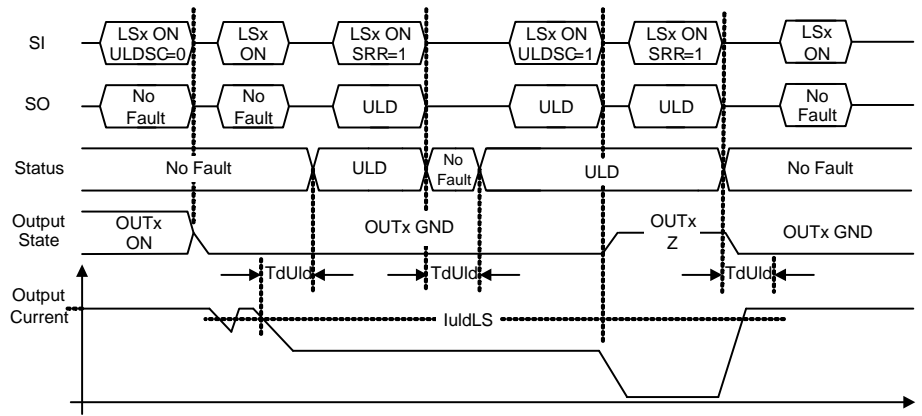 SI
LSx ON
ULDSC=0
LSx
ON
LSx ON
SRR=1
LSx ON
ULDSC=1
LSx ON
SRR=1
LSx
ON
SO
No
Fault
No
Fault
ULD
ULD
ULD
No
Fault
Status
No Fault
ULD
No
Fault
ULD
No Fault
Output
State
OUTx
ON
OUTx GND
OUTx
Z
OUTx GND
TdUld
TdUld
TdUld
Output
Current
IuldLS